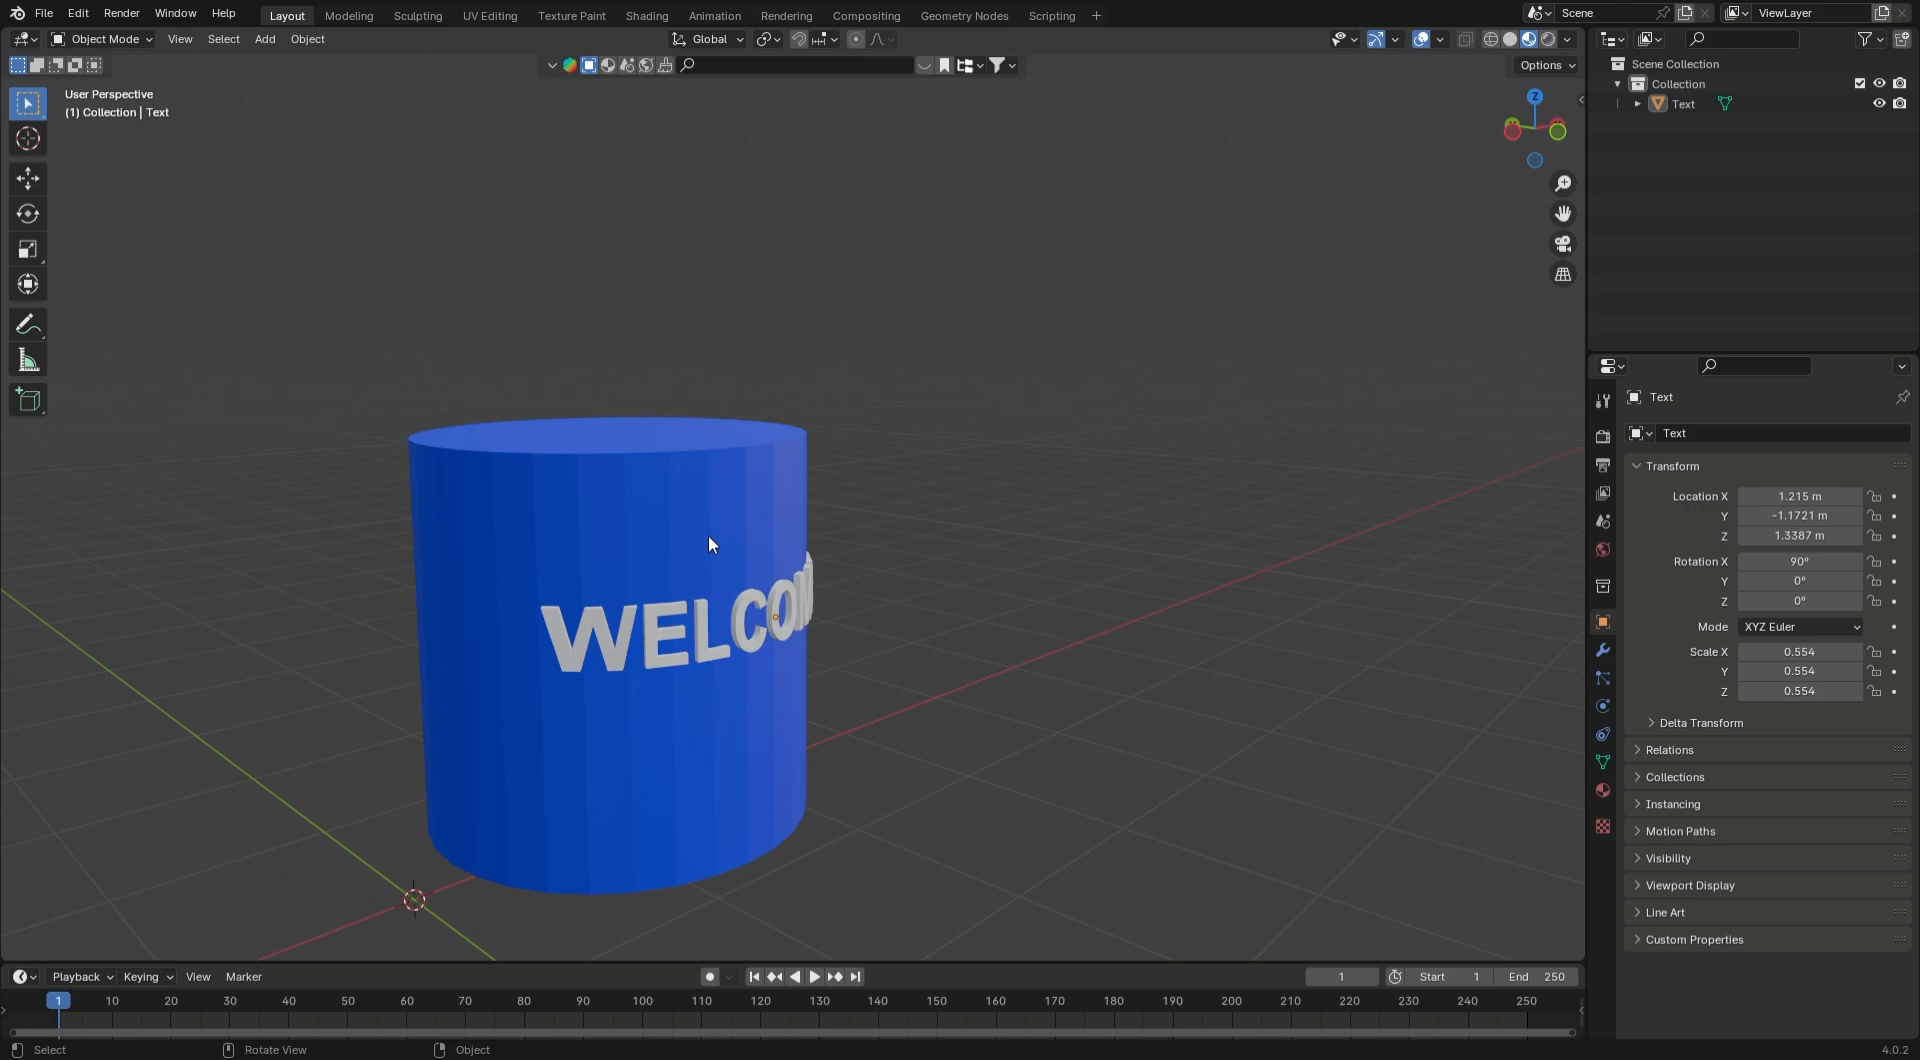 File Edit Render Window Help Layout Modeling Sculpting UV Editing Texture Paint Shading Animation Rendering Compositing Geometry Nodes Scripting + Scene ViewLayer
Object Mode View Select Add Object Global
Options
User Perspective
(1) Collection | Text
Z
WELCOM
Scene Collection
Collection
Text
Text
Text
Transform
Location X 1.215 m
Y -1.1721 m
Z 1.3387 m
Rotation X 90°
Y 0°
Z 0°
Mode XYZ Euler
Scale X 0.554
Y 0.554
Z 0.554
Delta Transform
Relations
Collections
Instancing
Motion Paths
Visibility
Viewport Display
Line Art
Custom Properties
Playback Keying View Marker 1 Start 1 End 250
1 10 20 30 40 50 60 70 80 90 100 110 120 130 140 150 160 170 180 190 200 210 220 230 240 250
Select Rotate View Object 4.0.2